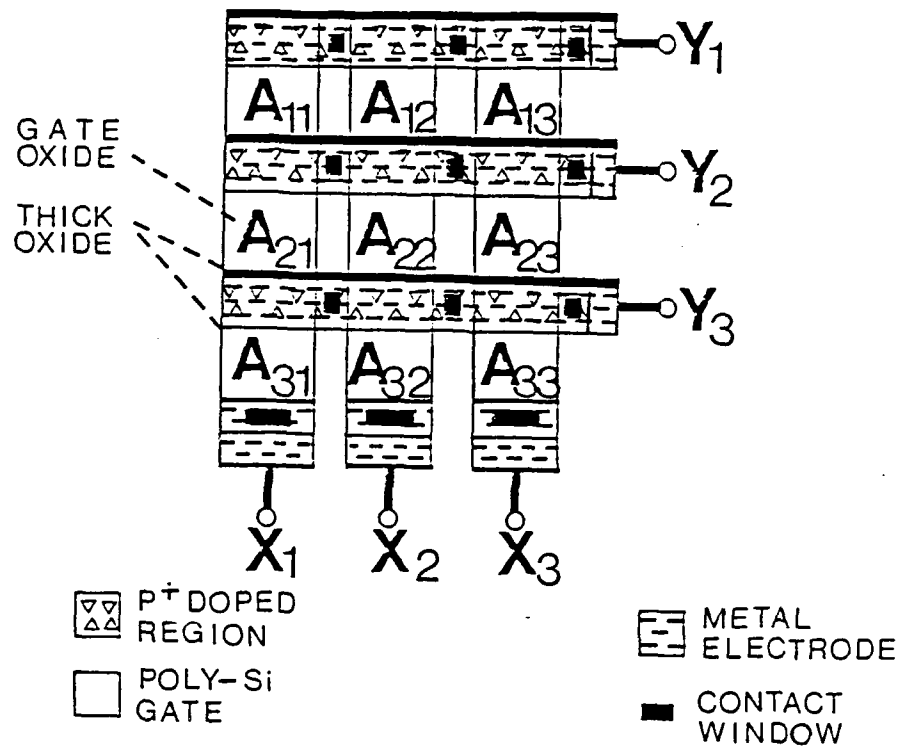 Y1
A11 A12 A13
GATE
OXIDE
Y2
THICK
OXIDE
A21 A22 A23
Y3
A31 A32 A33
X1 X2 X3
P+ DOPED
REGION
POLY-Si
GATE
METAL
ELECTRODE
CONTACT
WINDOW